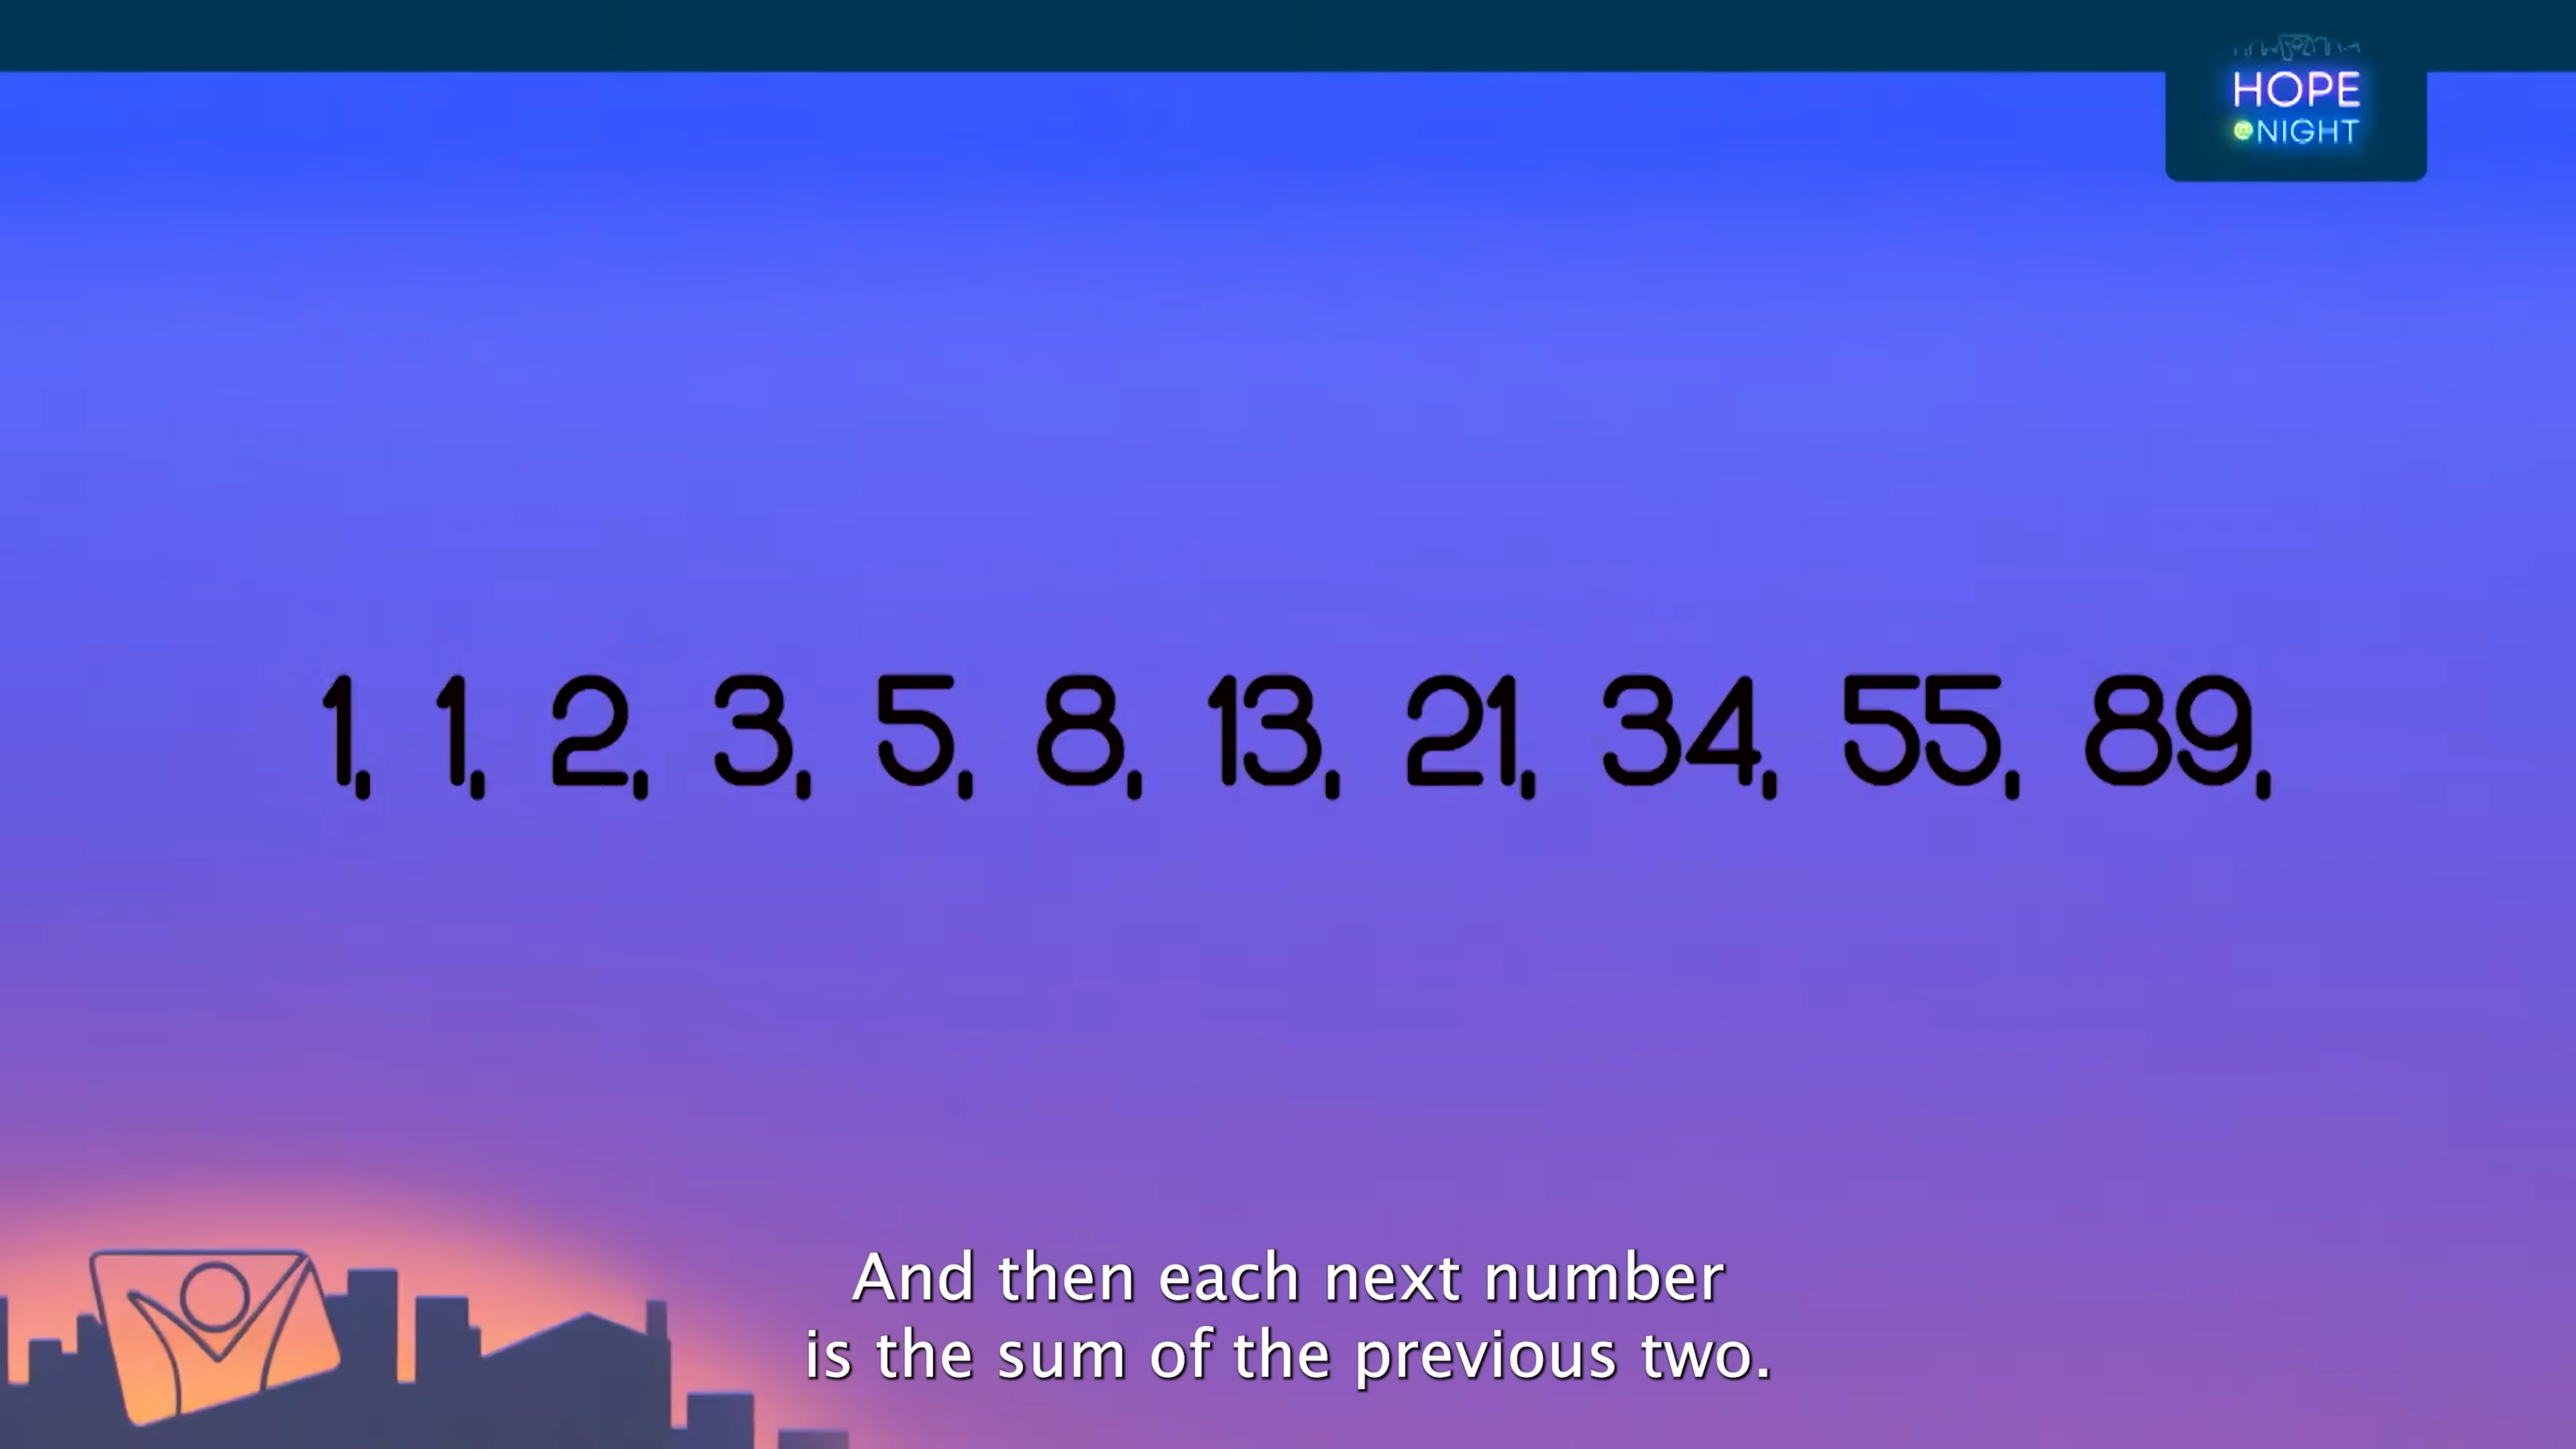 HOPE
@NIGHT
1, 1, 2, 3, 5, 8, 13, 21, 34, 55, 89,
And then each next number
is the sum of the previous two.